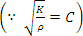 (∵ √(K/ρ) = C)